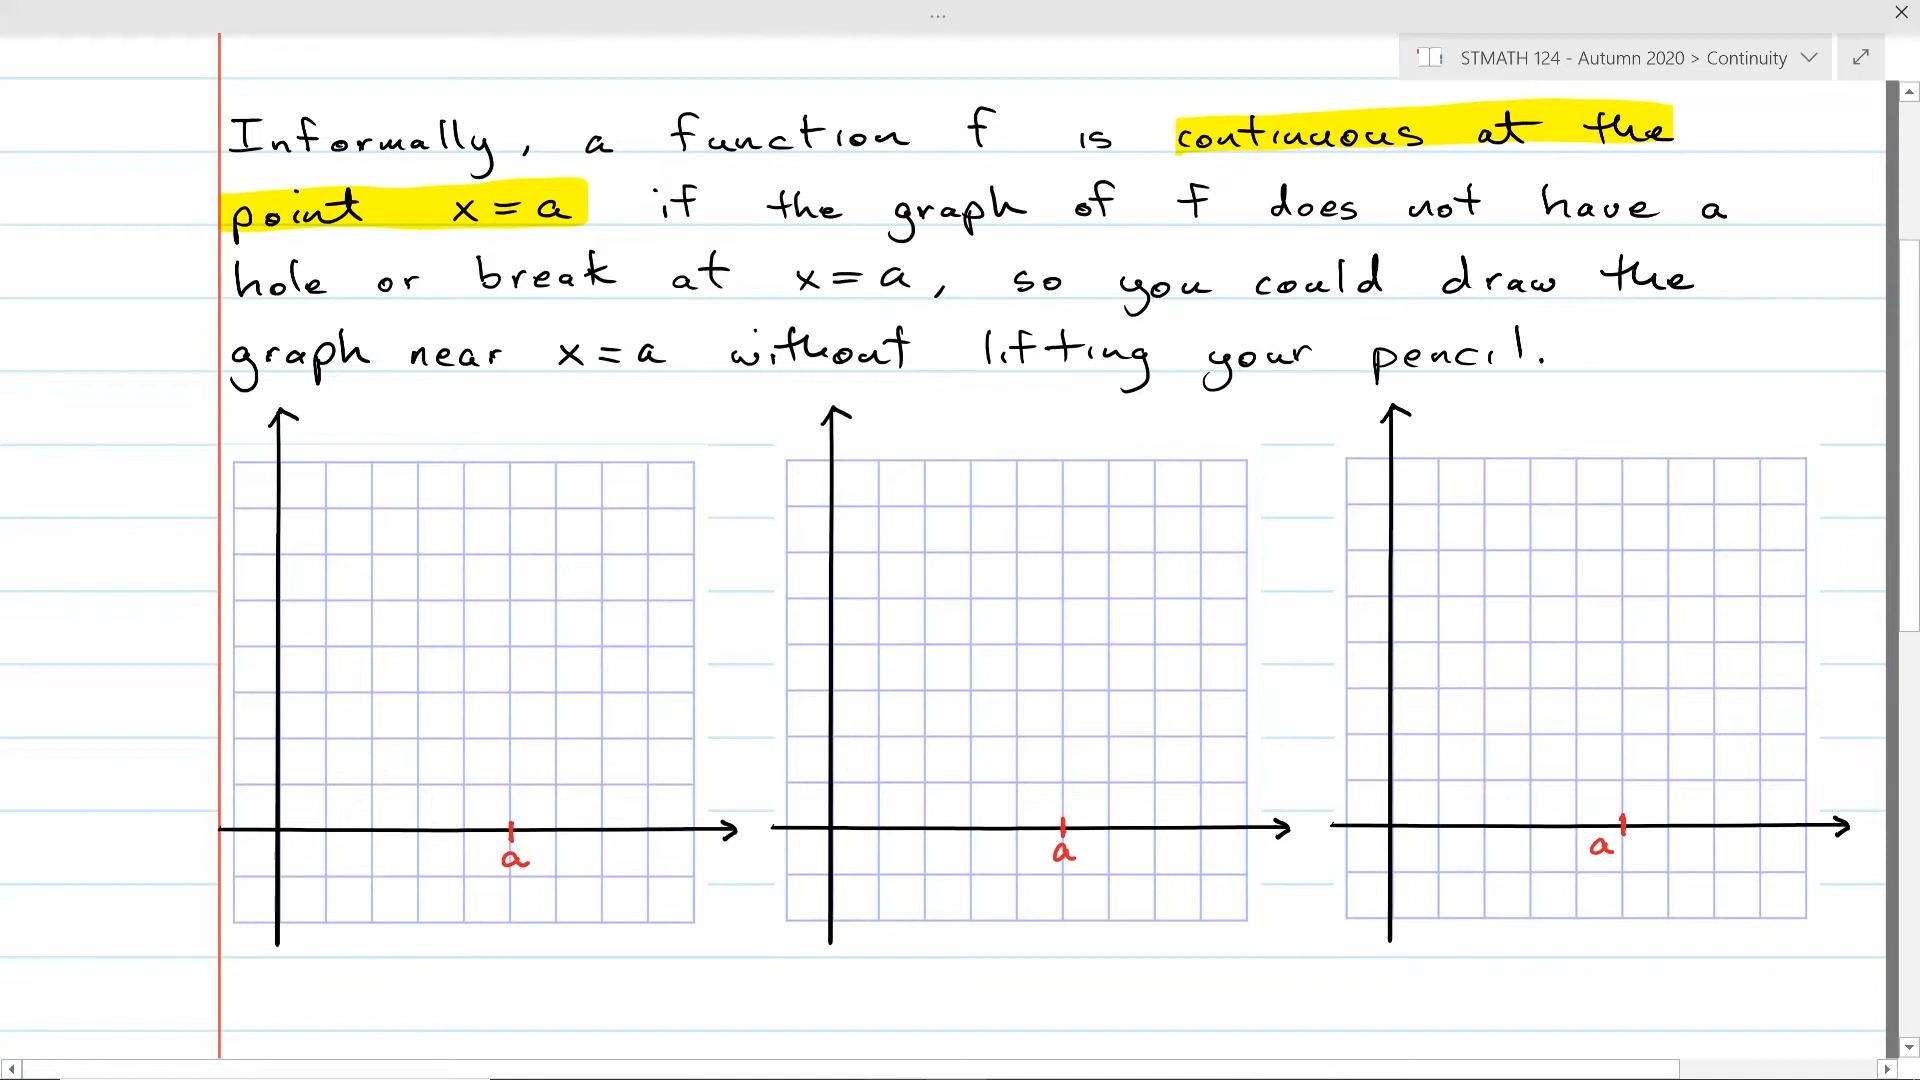 ...
STMATH 124 - Autumn 2020 > Continuity
Informally, a function f is continuous at the
point x = a if the graph of f does not have a
hole or break at x = a, so you could draw the
graph near x = a without lifting your pencil.
a a a